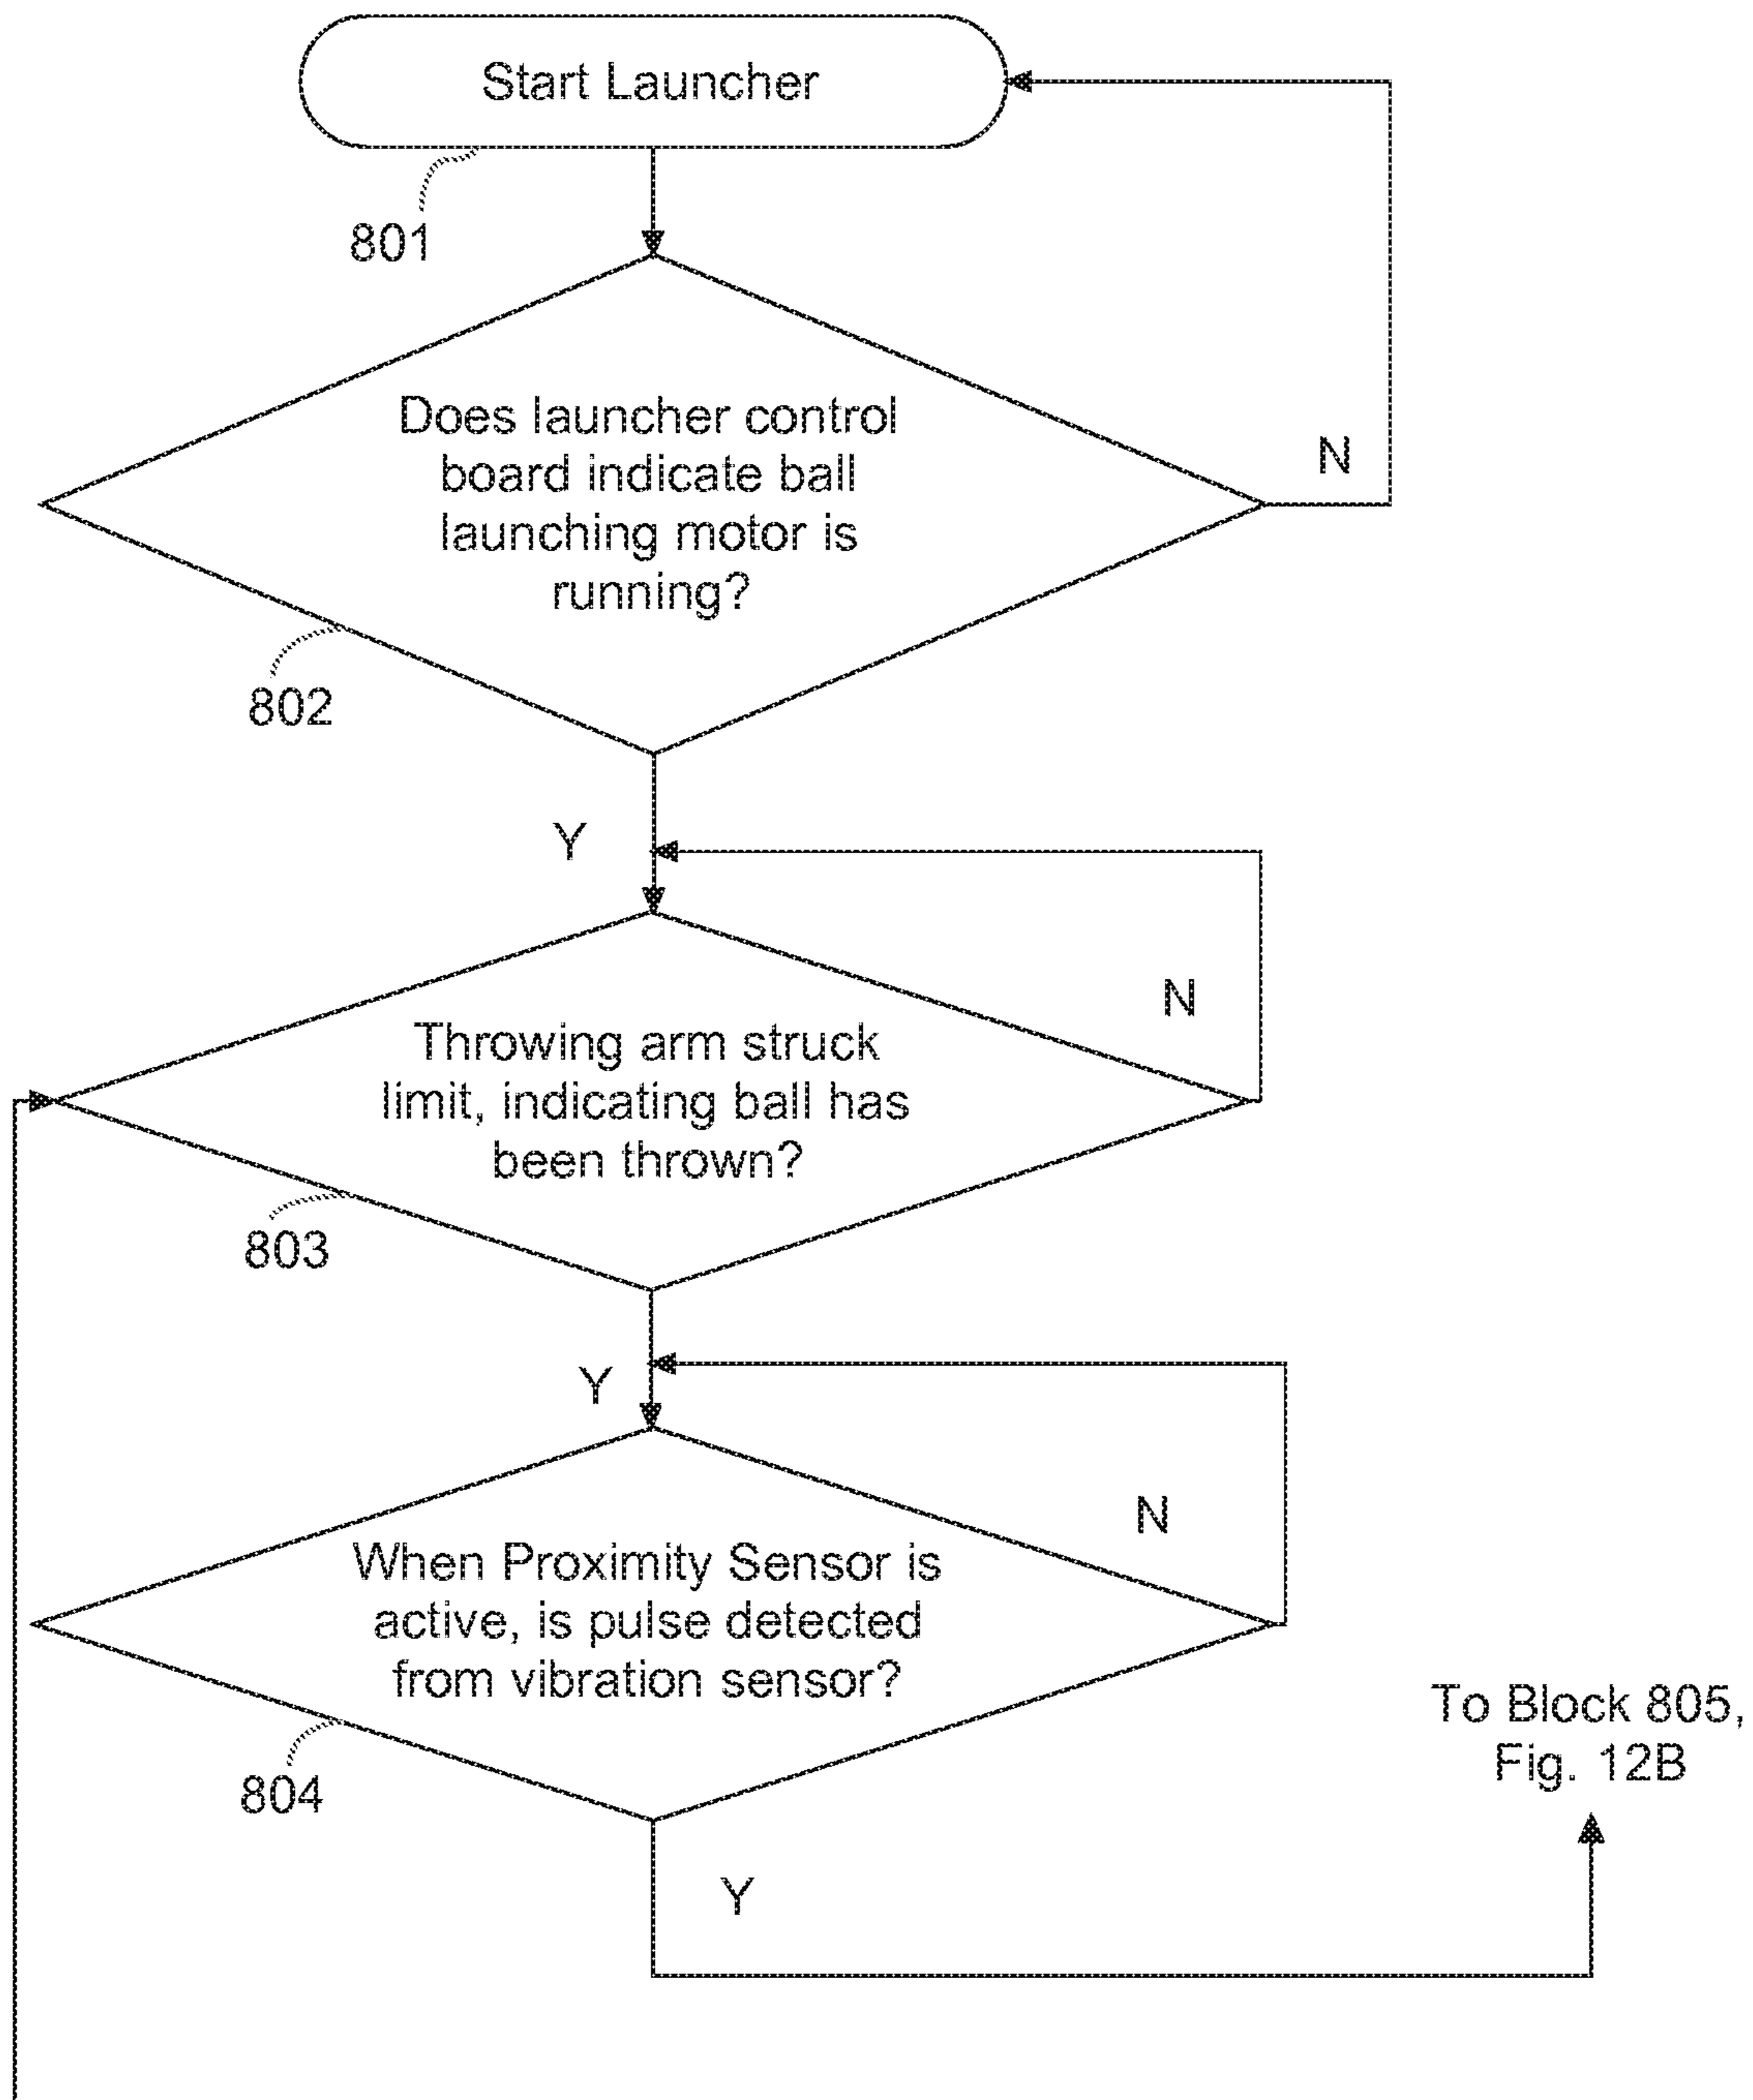 Start Launcher
801
Does launcher control
board indicate ball
launching motor is
running?
N
802
Y
Throwing arm struck
limit, indicating ball has
been thrown?
N
803
Y
When Proximity Sensor is
active, is pulse detected
from vibration sensor?
N
804
To Block 805,
Fig. 12B
Y